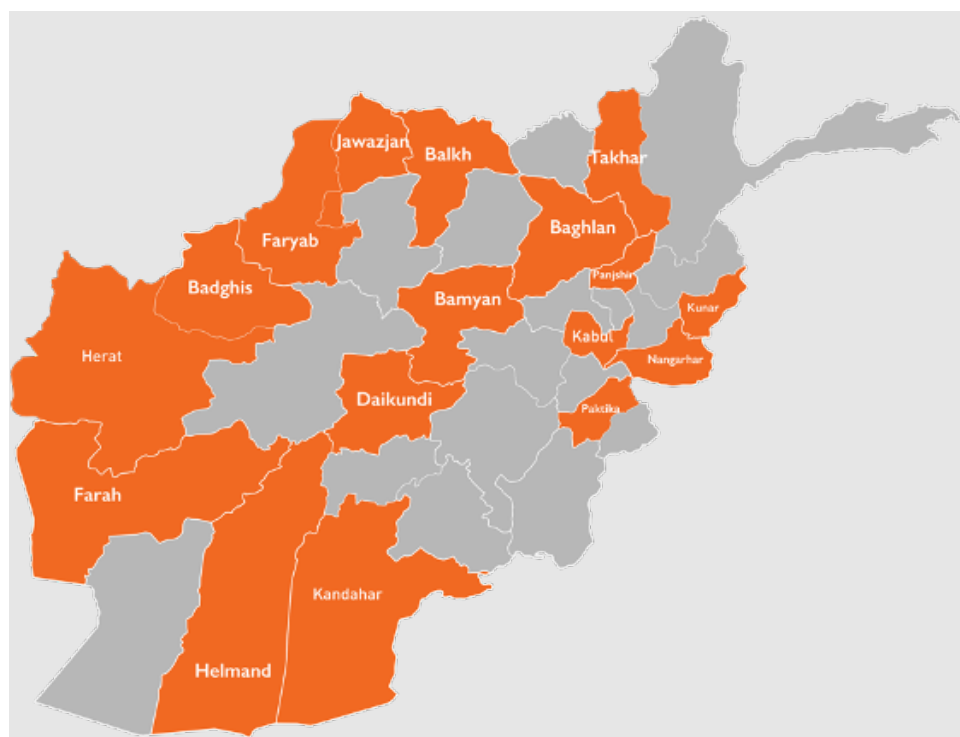 Jawazjan
Balkh
Takhar
Faryab
Baghlan
Panjshir
Badghis
Bamyan
Kunar
Kabul
Herat
Nangarhar
Daikundi
Paktika
Farah
Kandahar
Helmand